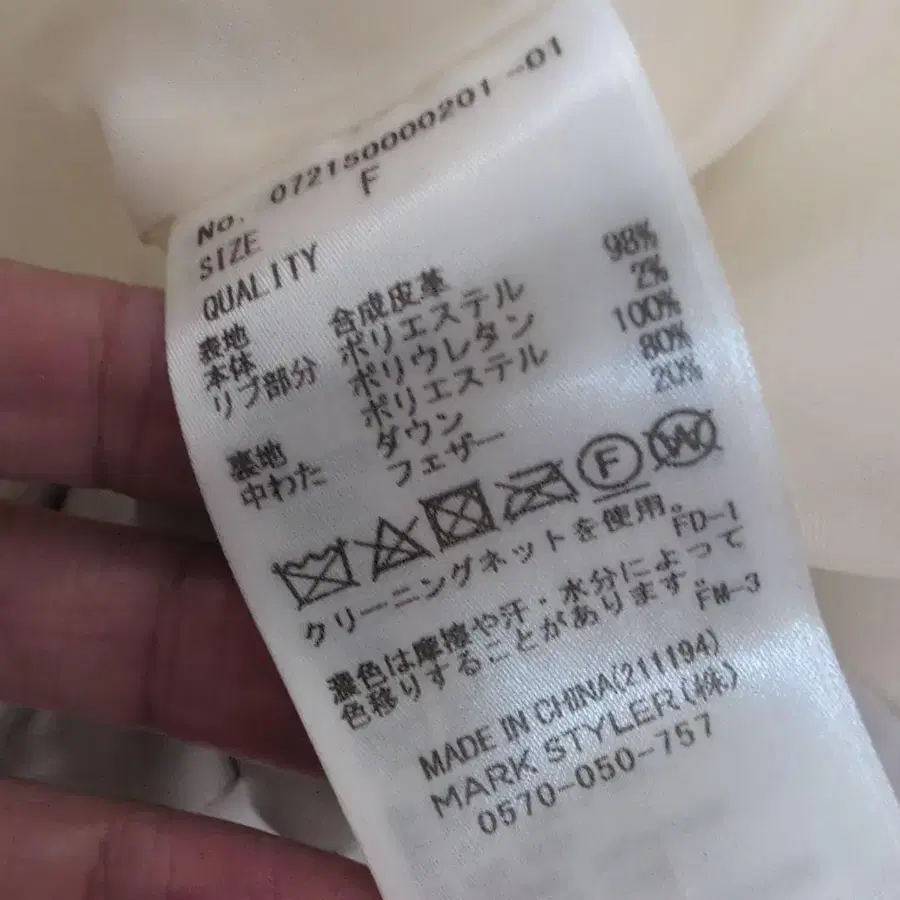 No. 072150000201-01
SIZE F
QUALITY
表地
本体 合成皮革
リブ部分 ポリエステル 98%
ポリウレタン 2%
裏地 ポリエステル 100%
中わた ダウン 80%
フェザー 20%
F W
クリーニングネットを使用。
FD-1
濃色は摩擦や汗・水分によって
色移りすることがあります。
FM-3
MADE IN CHINA(211194)
MARK STYLER(株)
0570-050-757